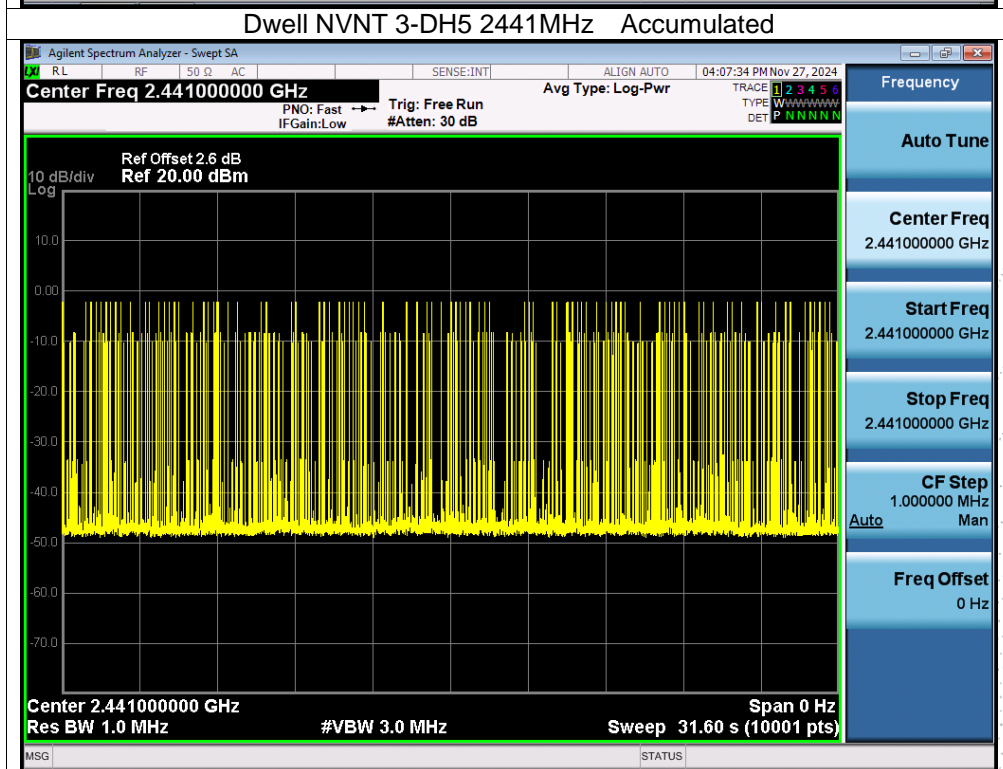 Dwell NVNT 3-DH5 2441MHz Accumulated
Agilent Spectrum Analyzer - Swept SA
LXI RL RF 50 Ω AC SENSE:INT ALIGN AUTO 04:07:34 PM Nov 27, 2024
Center Freq 2.441000000 GHz
PNO: Fast
IFGain:Low
Trig: Free Run
#Atten: 30 dB
Avg Type: Log-Pwr
TRACE 1 2 3 4 5 6
TYPE WWWWWW
DET P N N N N N
Ref Offset 2.6 dB
10 dB/div Ref 20.00 dBm
Log
10.0
0.00
-10.0
-20.0
-30.0
-40.0
-50.0
-60.0
-70.0
Center 2.441000000 GHz Span 0 Hz
Res BW 1.0 MHz #VBW 3.0 MHz Sweep 31.60 s (10001 pts)
MSG STATUS
Frequency
Auto Tune
Center Freq
2.441000000 GHz
Start Freq
2.441000000 GHz
Stop Freq
2.441000000 GHz
CF Step
1.000000 MHz
Auto Man
Freq Offset
0 Hz